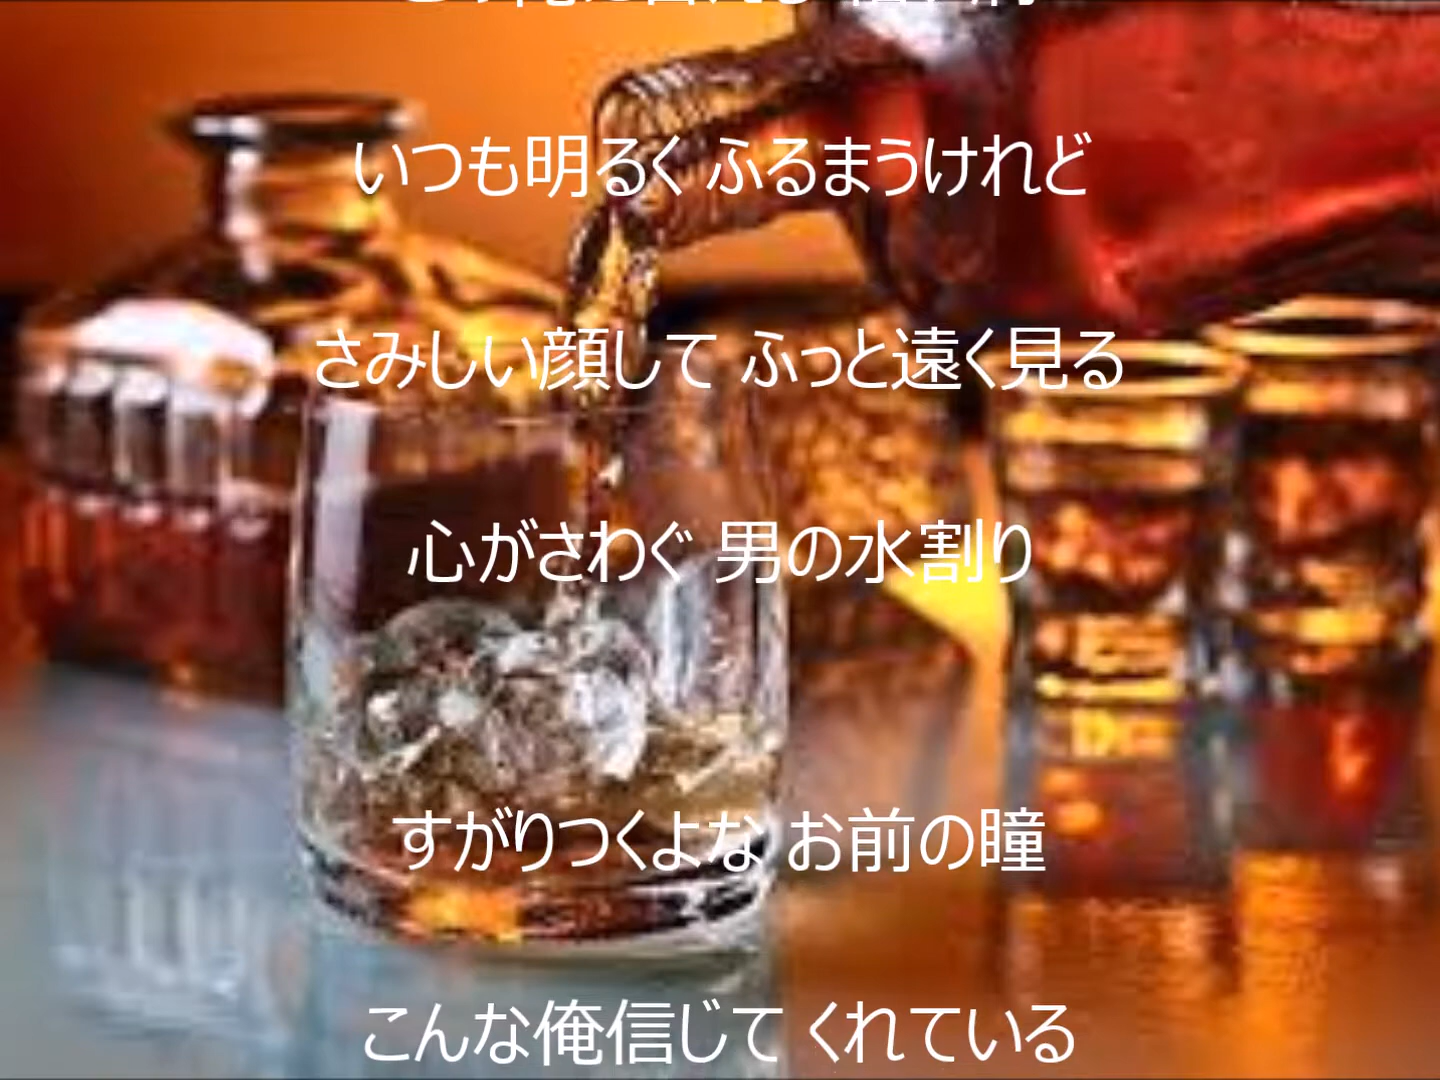 いつも明るく ふるまうけれど
さみしい顔して ふっと遠く見る
心がさわぐ 男の水割り
すがりつくよな お前の瞳
こんな俺信じて くれている